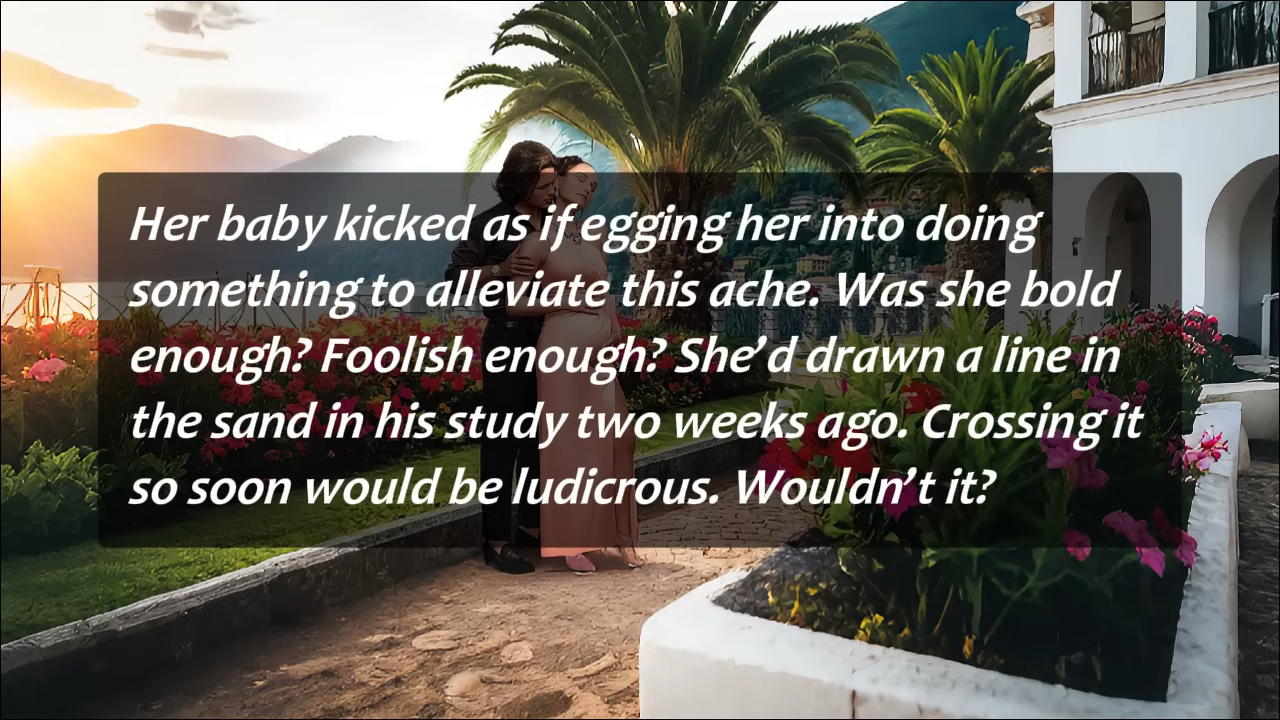 Her baby kicked as if egging her into doing
something to alleviate this ache. Was she bold
enough? Foolish enough? She’d drawn a line in
the sand in his study two weeks ago. Crossing it
so soon would be ludicrous. Wouldn’t it?